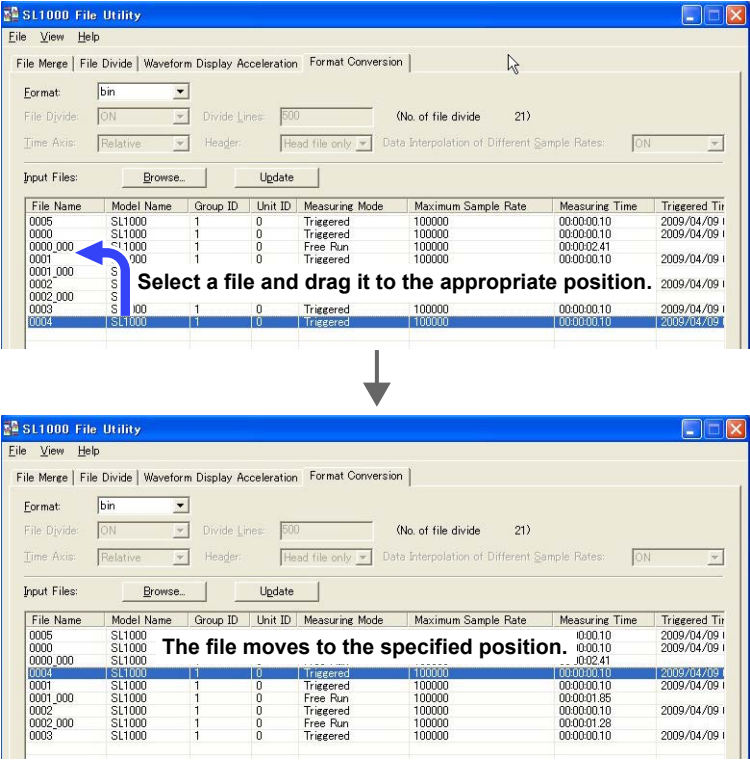 SL1000 File Utility
File View Help
File Merge File Divide Waveform Display Acceleration Format Conversion
Format: bin
File Divide: ON Divide Lines: 500 (No. of file divide 21)
Time Axis: Relative Header: Head file only Data Interpolation of Different Sample Rates: ON
Input Files: Browse... Update
File Name Model Name Group ID Unit ID Measuring Mode Maximum Sample Rate Measuring Time Triggered Tir
0005 SL1000 1 0 Triggered 100000 00:00:00.10 2009/04/09
0000 SL1000 1 0 Triggered 100000 00:00:00.10 2009/04/09
0000_000 SL1000 1 0 Free Run 100000 00:00:02.41
0001 1 0 Triggered 100000 00:00:00.10 2009/04/09
0001_000 S
Select a file and drag it to the appropriate position.
0002 S 2009/04/09
0002_000 S
0003 1 0 Triggered 100000 00:00:00.10 2009/04/09
0004 SL1000 1 0 Triggered 100000 00:00:00.10 2009/04/09
SL1000 File Utility
File View Help
File Merge File Divide Waveform Display Acceleration Format Conversion
Format: bin
File Divide: ON Divide Lines: 500 (No. of file divide 21)
Time Axis: Relative Header: Head file only Data Interpolation of Different Sample Rates: ON
Input Files: Browse... Update
File Name Model Name Group ID Unit ID Measuring Mode Maximum Sample Rate Measuring Time Triggered Tir
0005 SL1000 2009/04/09
0000 SL1000 2009/04/09
The file moves to the specified position.
0000_000 SL1000
0004 SL1000 1 0 Triggered 100000 00:00:00.10 2009/04/09
0001 SL1000 1 0 Triggered 100000 00:00:00.10 2009/04/09
0001_000 SL1000 1 0 Free Run 100000 00:00:01.85
0002 SL1000 1 0 Triggered 100000 00:00:00.10 2009/04/09
0002_000 SL1000 1 0 Free Run 100000 00:00:01.28
0003 SL1000 1 0 Triggered 100000 00:00:00.10 2009/04/09